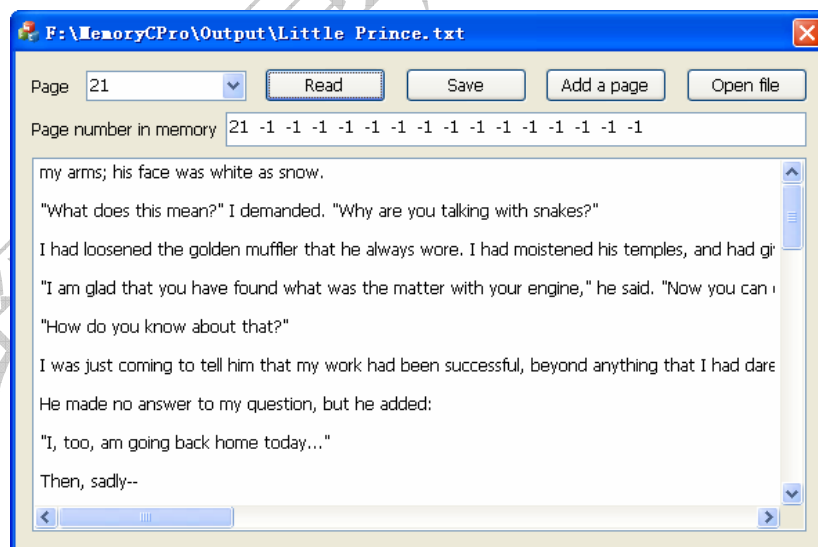 F:\MemoryCPro\Output\Little Prince.txt
Page 21 Read Save Add a page Open file
Page number in memory 21 -1 -1 -1 -1 -1 -1 -1 -1 -1 -1 -1 -1 -1 -1 -1
my arms; his face was white as snow.
"What does this mean?" I demanded. "Why are you talking with snakes?"
I had loosened the golden muffler that he always wore. I had moistened his temples, and had gi
"I am glad that you have found what was the matter with your engine," he said. "Now you can
"How do you know about that?"
I was just coming to tell him that my work had been successful, beyond anything that I had dare
He made no answer to my question, but he added:
"I, too, am going back home today..."
Then, sadly--